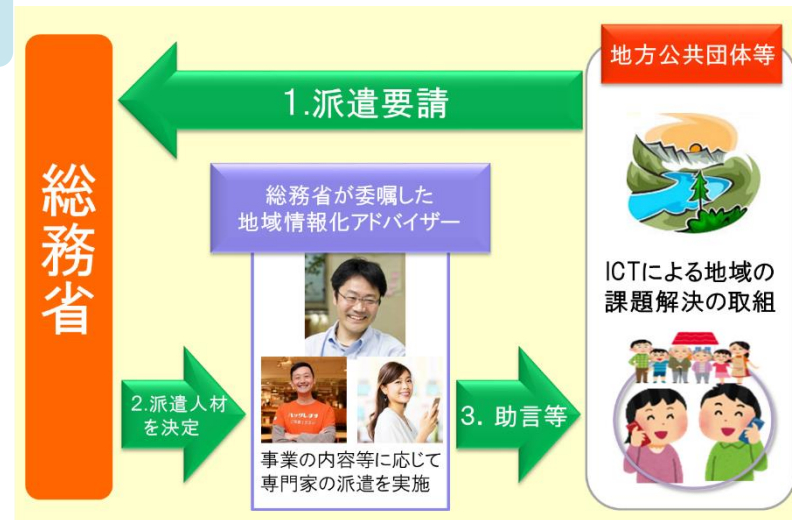 総務省
1.派遣要請
地方公共団体等
総務省が委嘱した
地域情報化アドバイザー
ICTによる地域の
課題解決の取組
2.派遣人材
を決定
3. 助言等
事業の内容等に応じて
専門家の派遣を実施